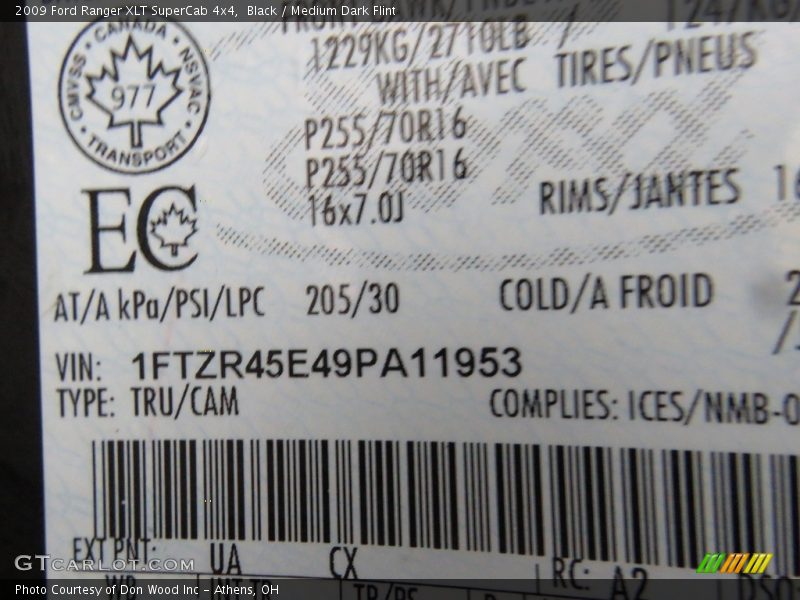 2009 Ford Ranger XLT SuperCab 4x4, Black / Medium Dark Flint
1229KG/2710LB
WITH/AVEC TIRES/PNEUS
CANADA
CMVSS NSVAC
977
TRANSPORT
P255/70R16
P255/70R16
16x7.0J RIMS/JANTES 16
EC
AT/A kPa/PSI/LPC 205/30 COLD/A FROID 2
VIN: 1FTZR45E49PA11953
TYPE: TRU/CAM COMPLIES: ICES/NMB-0
EXT PNT: UA CX RC: A2
GTCARLOT.COM
Photo Courtesy of Don Wood Inc - Athens, OH